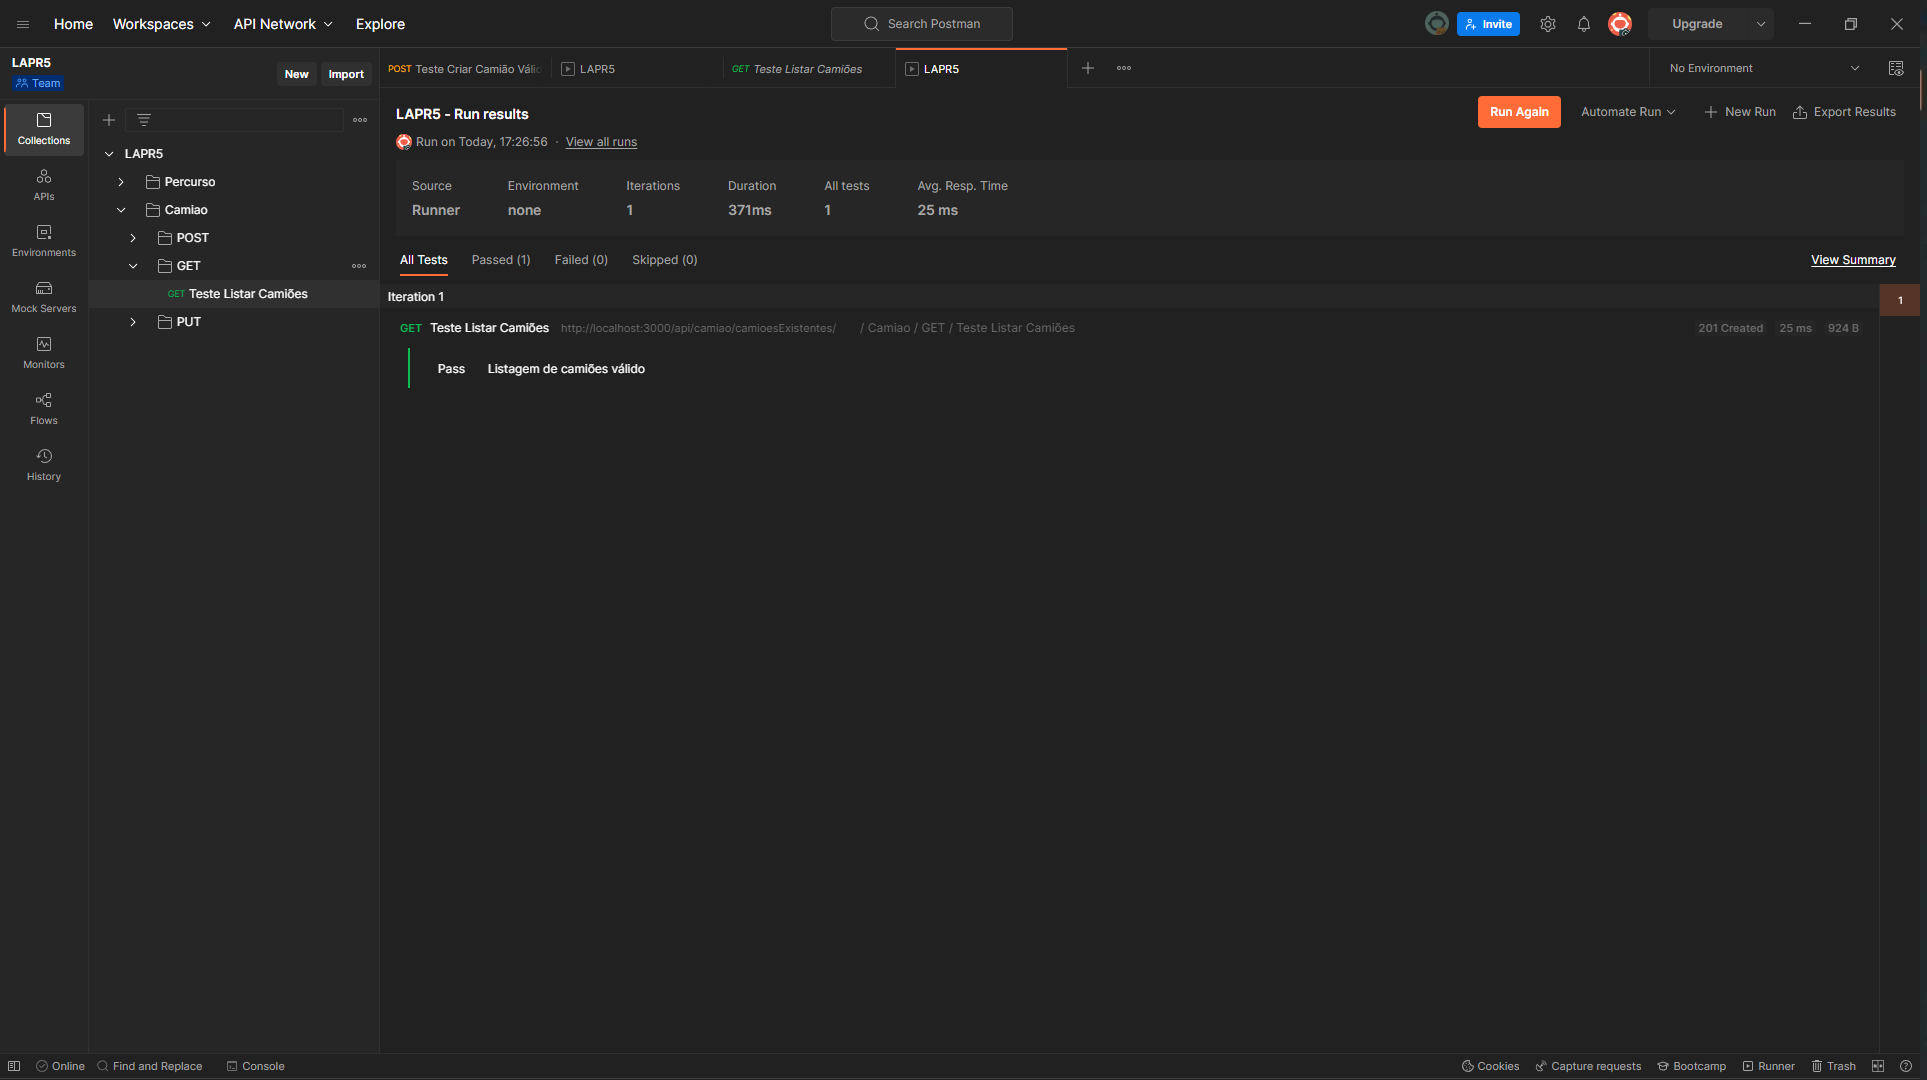 Home Workspaces API Network Explore Search Postman Invite Upgrade
LAPR5
Team
New Import
POST Teste Criar Camião Váli
LAPR5
GET Teste Listar Camiões
LAPR5
No Environment
Collections
APIs
Environments
Mock Servers
Monitors
Flows
History
LAPR5
Percurso
Camiao
POST
GET
GET Teste Listar Camiões
PUT
LAPR5 - Run results
Run Again Automate Run New Run Export Results
Run on Today, 17:26:56 · View all runs
Source Environment Iterations Duration All tests Avg. Resp. Time
Runner none 1 371ms 1 25 ms
All Tests Passed (1) Failed (0) Skipped (0) View Summary
Iteration 1
1
GET Teste Listar Camiões http://localhost:3000/api/camiao/camioesExistentes/ / Camiao / GET / Teste Listar Camiões 201 Created 25 ms 924 B
Pass Listagem de camiões válido
Online Find and Replace Console Cookies Capture requests Bootcamp Runner Trash